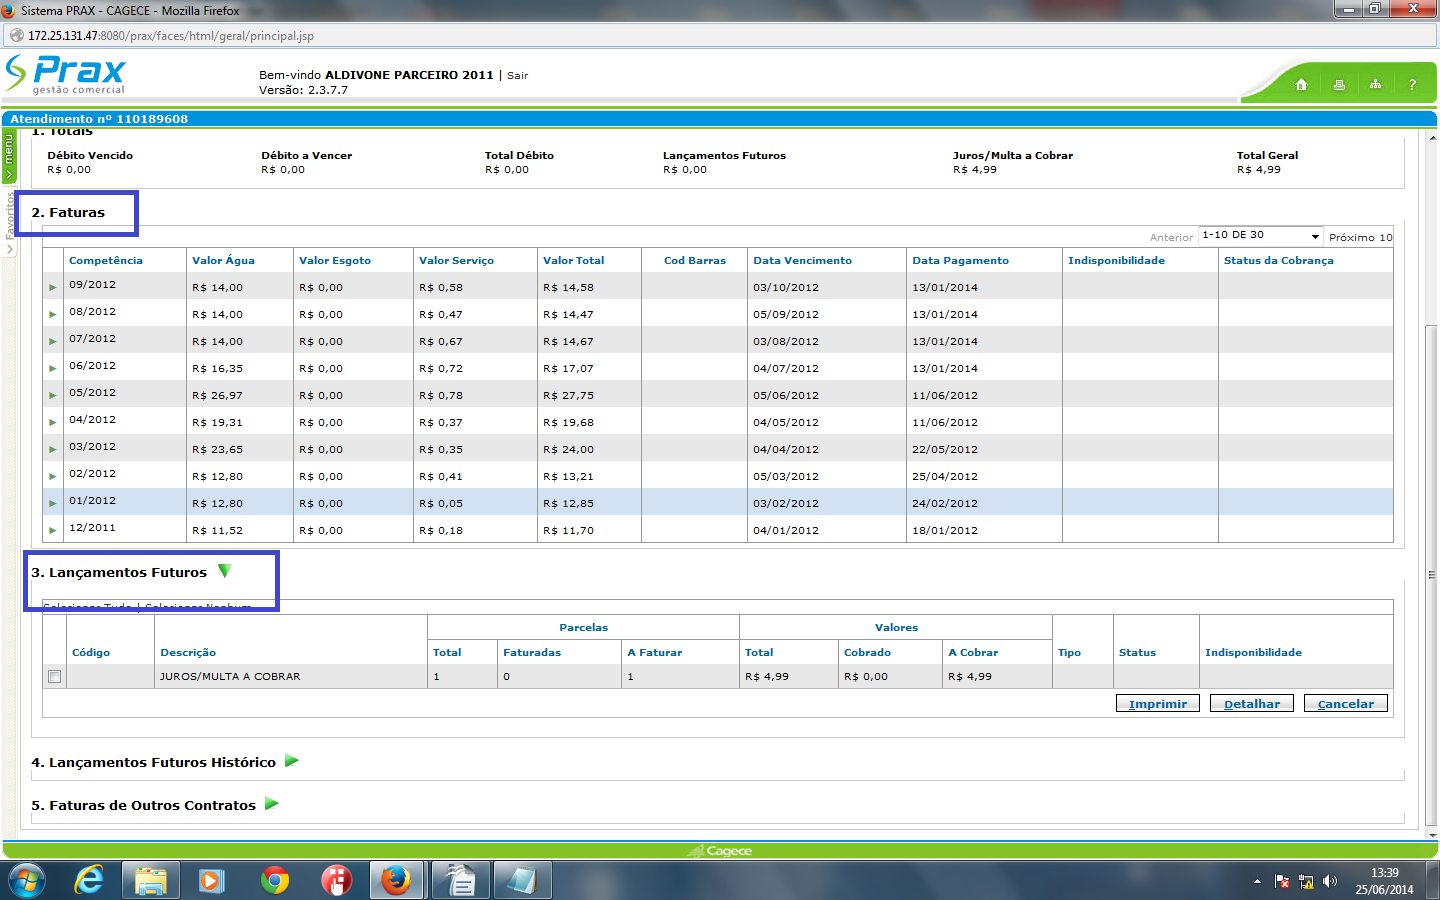 Sistema PRAX - CAGECE - Mozilla Firefox
172.25.131.47:8080/prax/faces/html/geral/principal.jsp
Prax
gestão comercial
Bem-vindo ALDIVONE PARCEIRO 2011 | Sair
Versão: 2.3.7.7
?
Atendimento nº 110189608
menu
Favoritos
1. Totais
Débito Vencido Débito a Vencer Total Débito Lançamentos Futuros Juros/Multa a Cobrar Total Geral
R$ 0,00 R$ 0,00 R$ 0,00 R$ 0,00 R$ 4,99 R$ 4,99
2. Faturas
Anterior 1-10 DE 30 Próximo 10
Competência Valor Água Valor Esgoto Valor Serviço Valor Total Cod Barras Data Vencimento Data Pagamento Indisponibilidade Status da Cobrança
09/2012 R$ 14,00 R$ 0,00 R$ 0,58 R$ 14,58 03/10/2012 13/01/2014
08/2012 R$ 14,00 R$ 0,00 R$ 0,47 R$ 14,47 05/09/2012 13/01/2014
07/2012 R$ 14,00 R$ 0,00 R$ 0,67 R$ 14,67 03/08/2012 13/01/2014
06/2012 R$ 16,35 R$ 0,00 R$ 0,72 R$ 17,07 04/07/2012 13/01/2014
05/2012 R$ 26,97 R$ 0,00 R$ 0,78 R$ 27,75 05/06/2012 11/06/2012
04/2012 R$ 19,31 R$ 0,00 R$ 0,37 R$ 19,68 04/05/2012 11/06/2012
03/2012 R$ 23,65 R$ 0,00 R$ 0,35 R$ 24,00 04/04/2012 22/05/2012
02/2012 R$ 12,80 R$ 0,00 R$ 0,41 R$ 13,21 05/03/2012 25/04/2012
01/2012 R$ 12,80 R$ 0,00 R$ 0,05 R$ 12,85 03/02/2012 24/02/2012
12/2011 R$ 11,52 R$ 0,00 R$ 0,18 R$ 11,70 04/01/2012 18/01/2012
3. Lançamentos Futuros
Selecionar Tudo | Selecionar Nenhum
Parcelas Valores
Código Descrição Total Faturadas A Faturar Total Cobrado A Cobrar Tipo Status Indisponibilidade
JUROS/MULTA A COBRAR 1 0 1 R$ 4,99 R$ 0,00 R$ 4,99
Imprimir Detalhar Cancelar
4. Lançamentos Futuros Histórico
5. Faturas de Outros Contratos
Cagece
13:39
25/06/2014